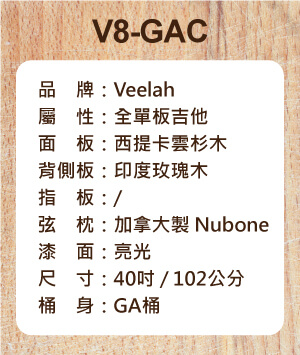 V8-GAC
品　牌：Veelah
屬　性：全單板吉他
面　板：西提卡雲杉木
背側板：印度玫瑰木
指　板：/
弦　枕：加拿大製 Nubone
漆　面：亮光
尺　寸：40吋 / 102公分
桶　身：GA桶